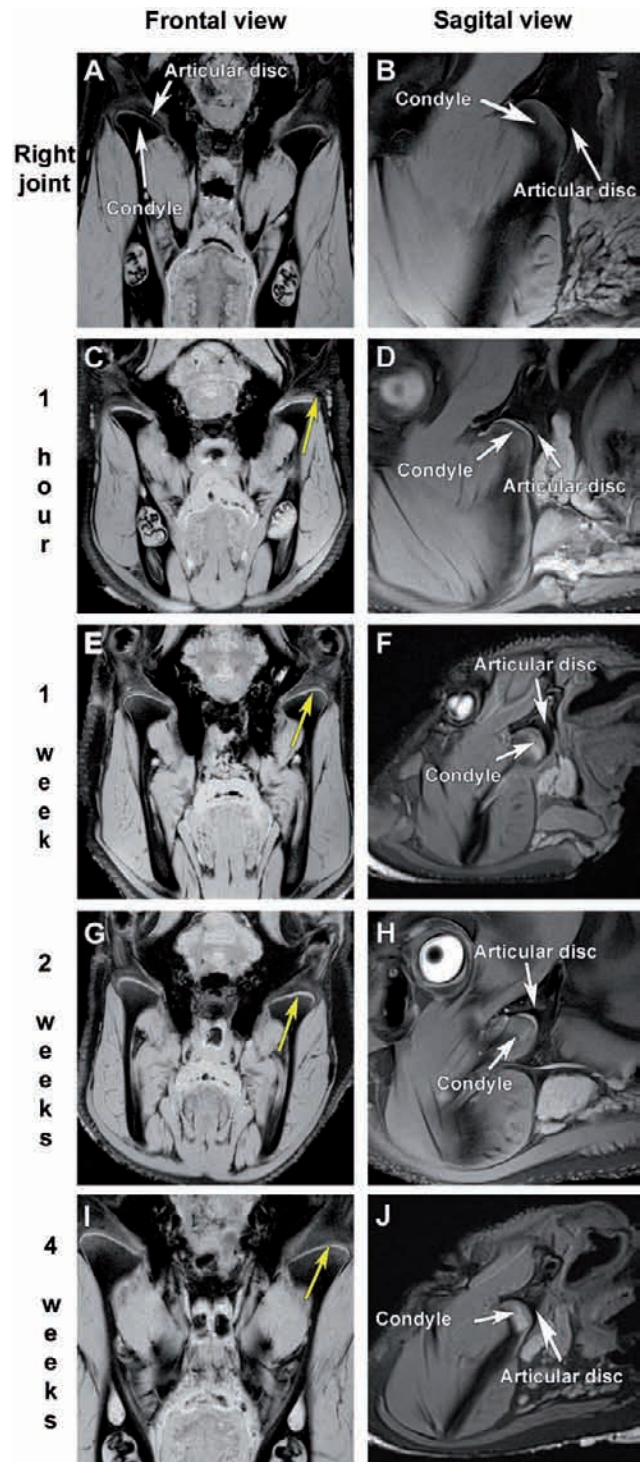 Frontal view Sagital view
A
Articular disc
Condyle
B
Condyle
Articular disc
Right
joint
C
D
Condyle
Articular disc
1
h
o
u
r
E
F
Articular disc
Condyle
1
w
e
e
k
G
H
Articular disc
Condyle
2
w
e
e
k
s
I
J
Condyle
Articular disc
4
w
e
e
k
s